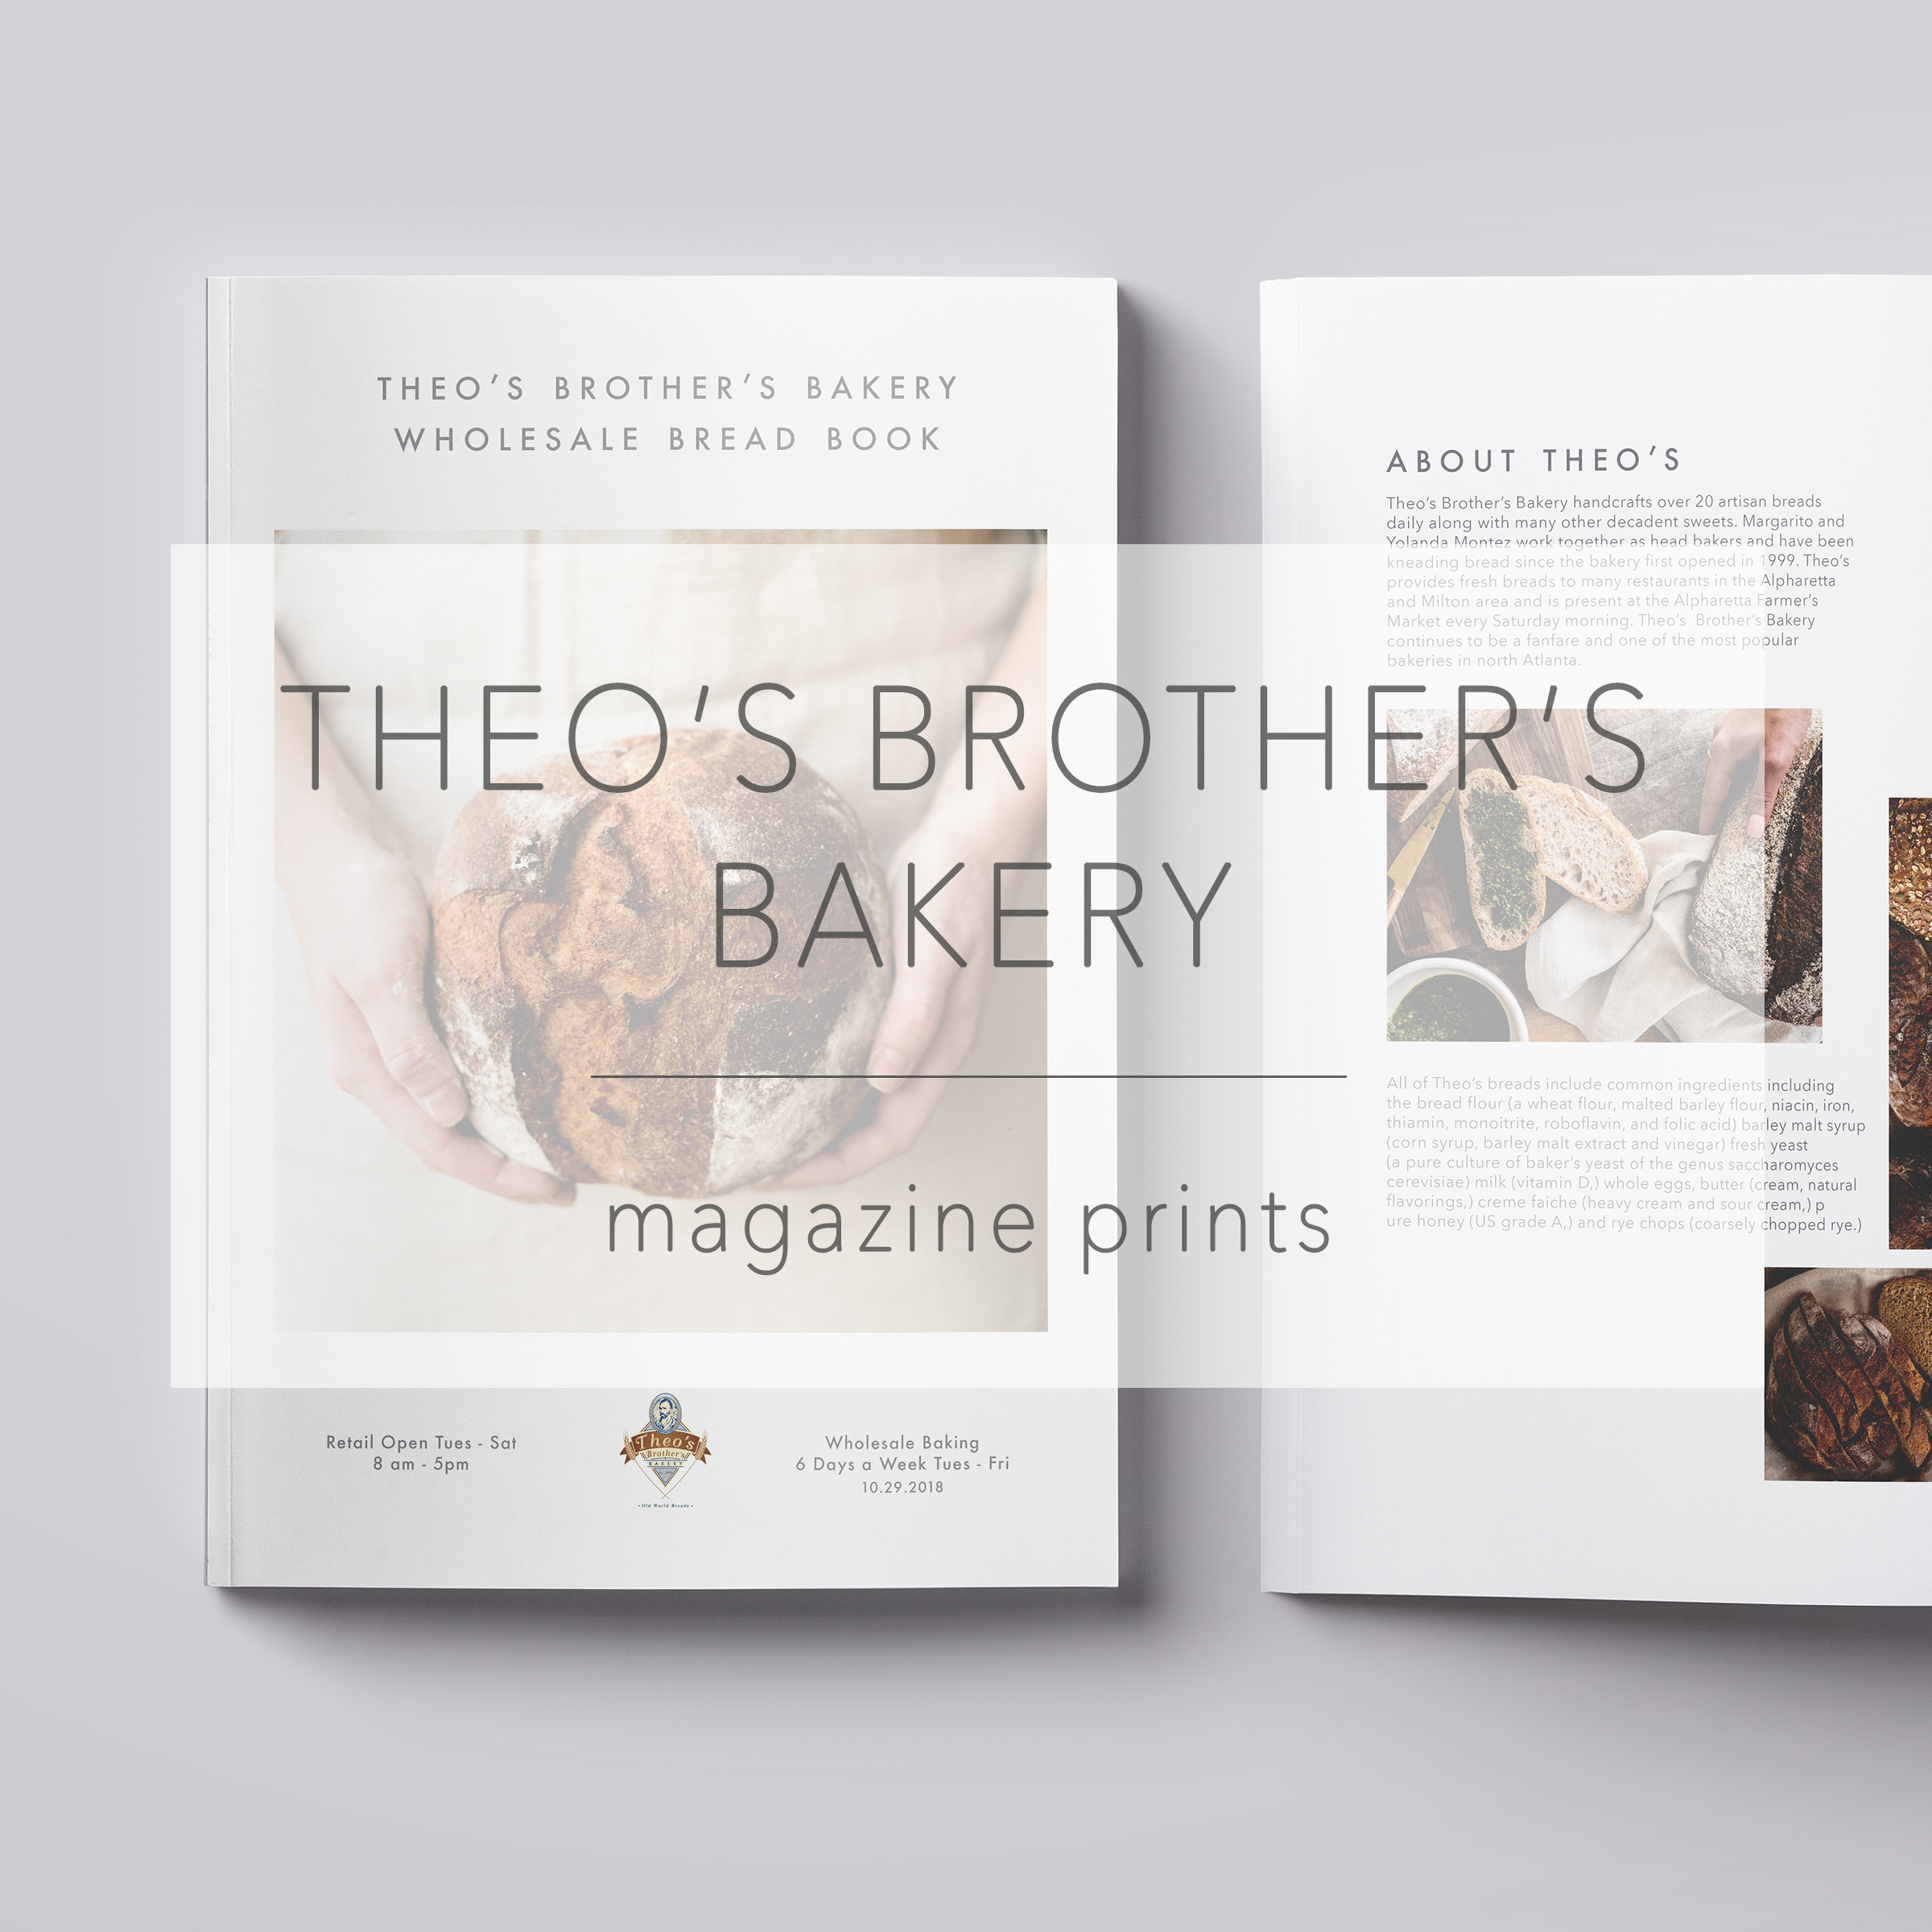 THEO'S BROTHER'S BAKERY
WHOLESALE BREAD BOOK
THEO'S BROTHER'S
BAKERY
magazine prints
Retail Open Tues - Sat
8 am - 5pm
Theo's
Brother's
BAKERY
• Old World Breads •
Wholesale Baking
6 Days a Week Tues - Fri
10.29.2018
ABOUT THEO'S
Theo's Brother's Bakery handcrafts over 20 artisan breads
daily along with many other decadent sweets. Margarito and
Yolanda Montez work together as head bakers and have been
kneading bread since the bakery first opened in 1999. Theo's
provides fresh breads to many restaurants in the Alpharetta
and Milton area and is present at the Alpharetta Farmer's
Market every Saturday morning. Theo's  Brother's Bakery
continues to be a fanfare and one of the most popular
bakeries in north Atlanta.
All of Theo's breads include common ingredients including
the bread flour (a wheat flour, malted barley flour, niacin, iron,
thiamin, monoitrite, roboflavin, and folic acid) barley malt syrup
(corn syrup, barley malt extract and vinegar) fresh yeast
(a pure culture of baker's yeast of the genus saccharomyces
cerevisiae) milk (vitamin D,) whole eggs, butter (cream, natural
flavorings,) creme faiche (heavy cream and sour cream,) p
ure honey (US grade A,) and rye chops (coarsely chopped rye.)